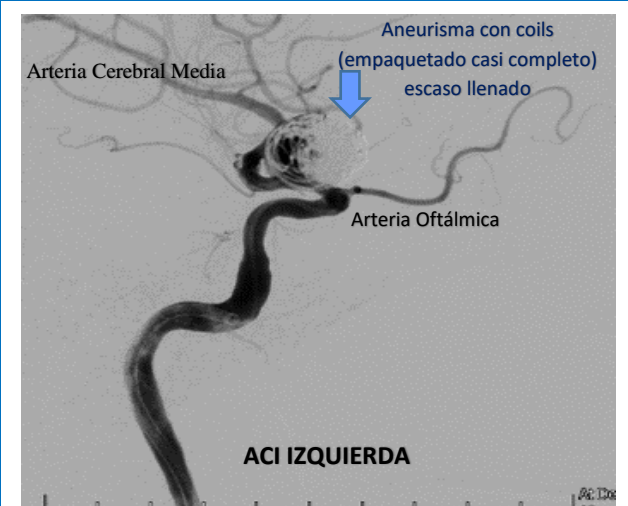 Aneurisma con coils
(empaquetado casi completo)
escaso llenado
Arteria Cerebral Media
Arteria Oftálmica
ACI IZQUIERDA